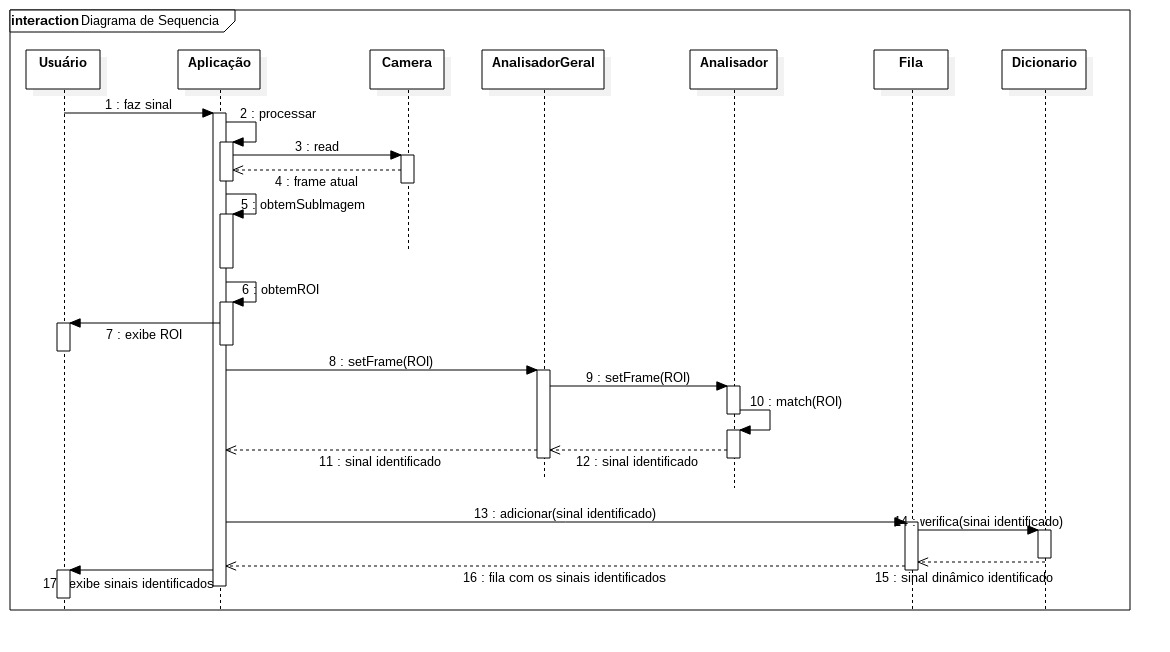 interaction Diagrama de Sequencia
Usuário
Aplicação
Camera
AnalisadorGeral
Analisador
Fila
Dicionario
1 : faz sinal
2 : processar
3 : read
4 : frame atual
5 : obtemSubImagem
6 : obtemROI
7 : exibe ROI
8 : setFrame(ROI)
9 : setFrame(ROI)
10 : match(ROI)
11 : sinal identificado
12 : sinal identificado
13 : adicionar(sinal identificado)
14 : verifica(sinai identificado)
15 : sinal dinâmico identificado
16 : fila com os sinais identificados
17 : exibe sinais identificados